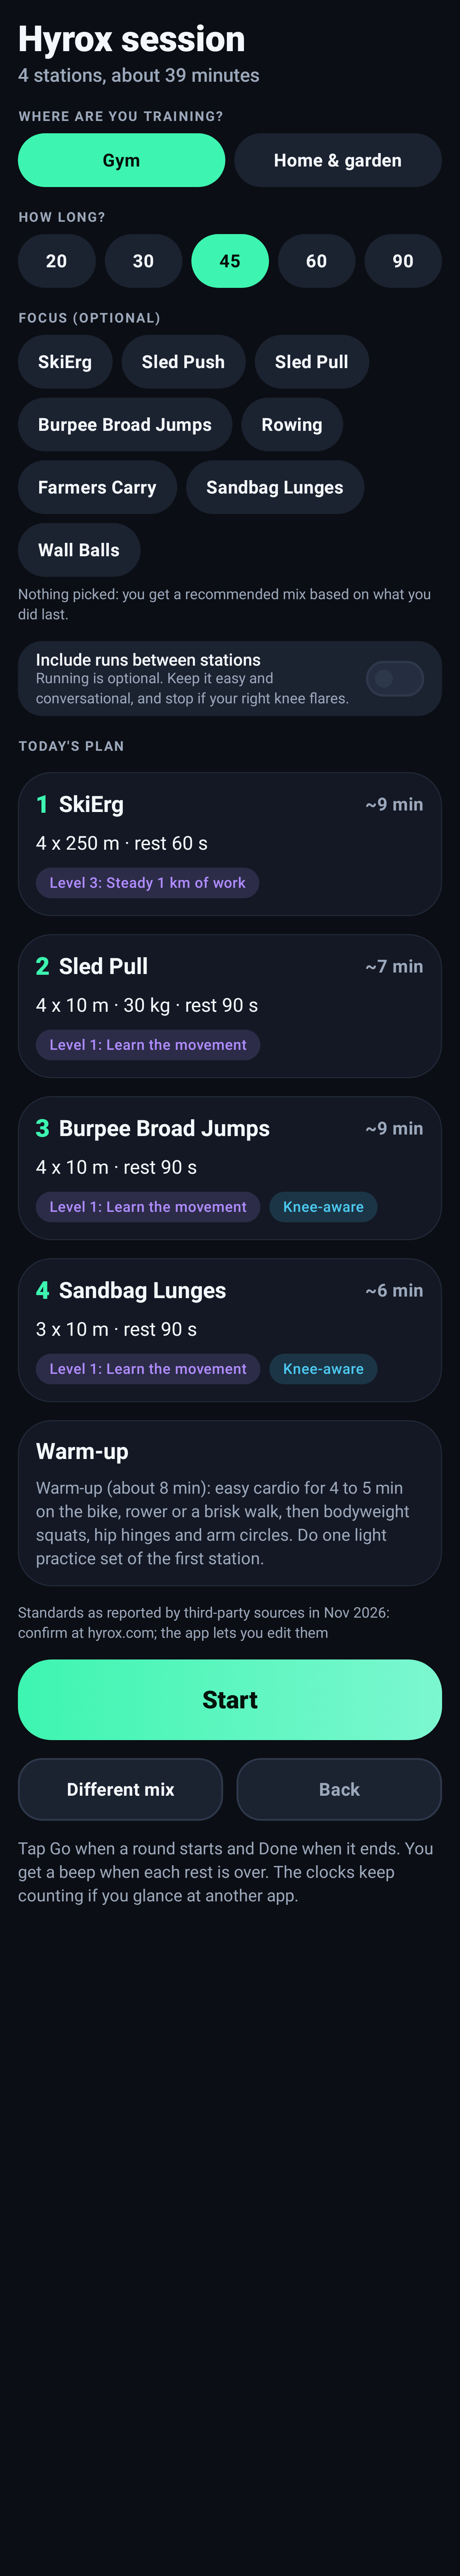 Hyrox session
4 stations, about 39 minutes
WHERE ARE YOU TRAINING?
Gym
Home & garden
HOW LONG?
20
30
45
60
90
FOCUS (OPTIONAL)
SkiErg
Sled Push
Sled Pull
Burpee Broad Jumps
Rowing
Farmers Carry
Sandbag Lunges
Wall Balls
Nothing picked: you get a recommended mix based on what you
did last.
Include runs between stations
Running is optional. Keep it easy and
conversational, and stop if your right knee flares.
TODAY'S PLAN
1 SkiErg
~9 min
4 x 250 m · rest 60 s
Level 3: Steady 1 km of work
2 Sled Pull
~7 min
4 x 10 m · 30 kg · rest 90 s
Level 1: Learn the movement
3 Burpee Broad Jumps
~9 min
4 x 10 m · rest 90 s
Level 1: Learn the movement
Knee-aware
4 Sandbag Lunges
~6 min
3 x 10 m · rest 90 s
Level 1: Learn the movement
Knee-aware
Warm-up
Warm-up (about 8 min): easy cardio for 4 to 5 min
on the bike, rower or a brisk walk, then bodyweight
squats, hip hinges and arm circles. Do one light
practice set of the first station.
Standards as reported by third-party sources in Nov 2026:
confirm at hyrox.com; the app lets you edit them
Start
Different mix
Back
Tap Go when a round starts and Done when it ends. You
get a beep when each rest is over. The clocks keep
counting if you glance at another app.